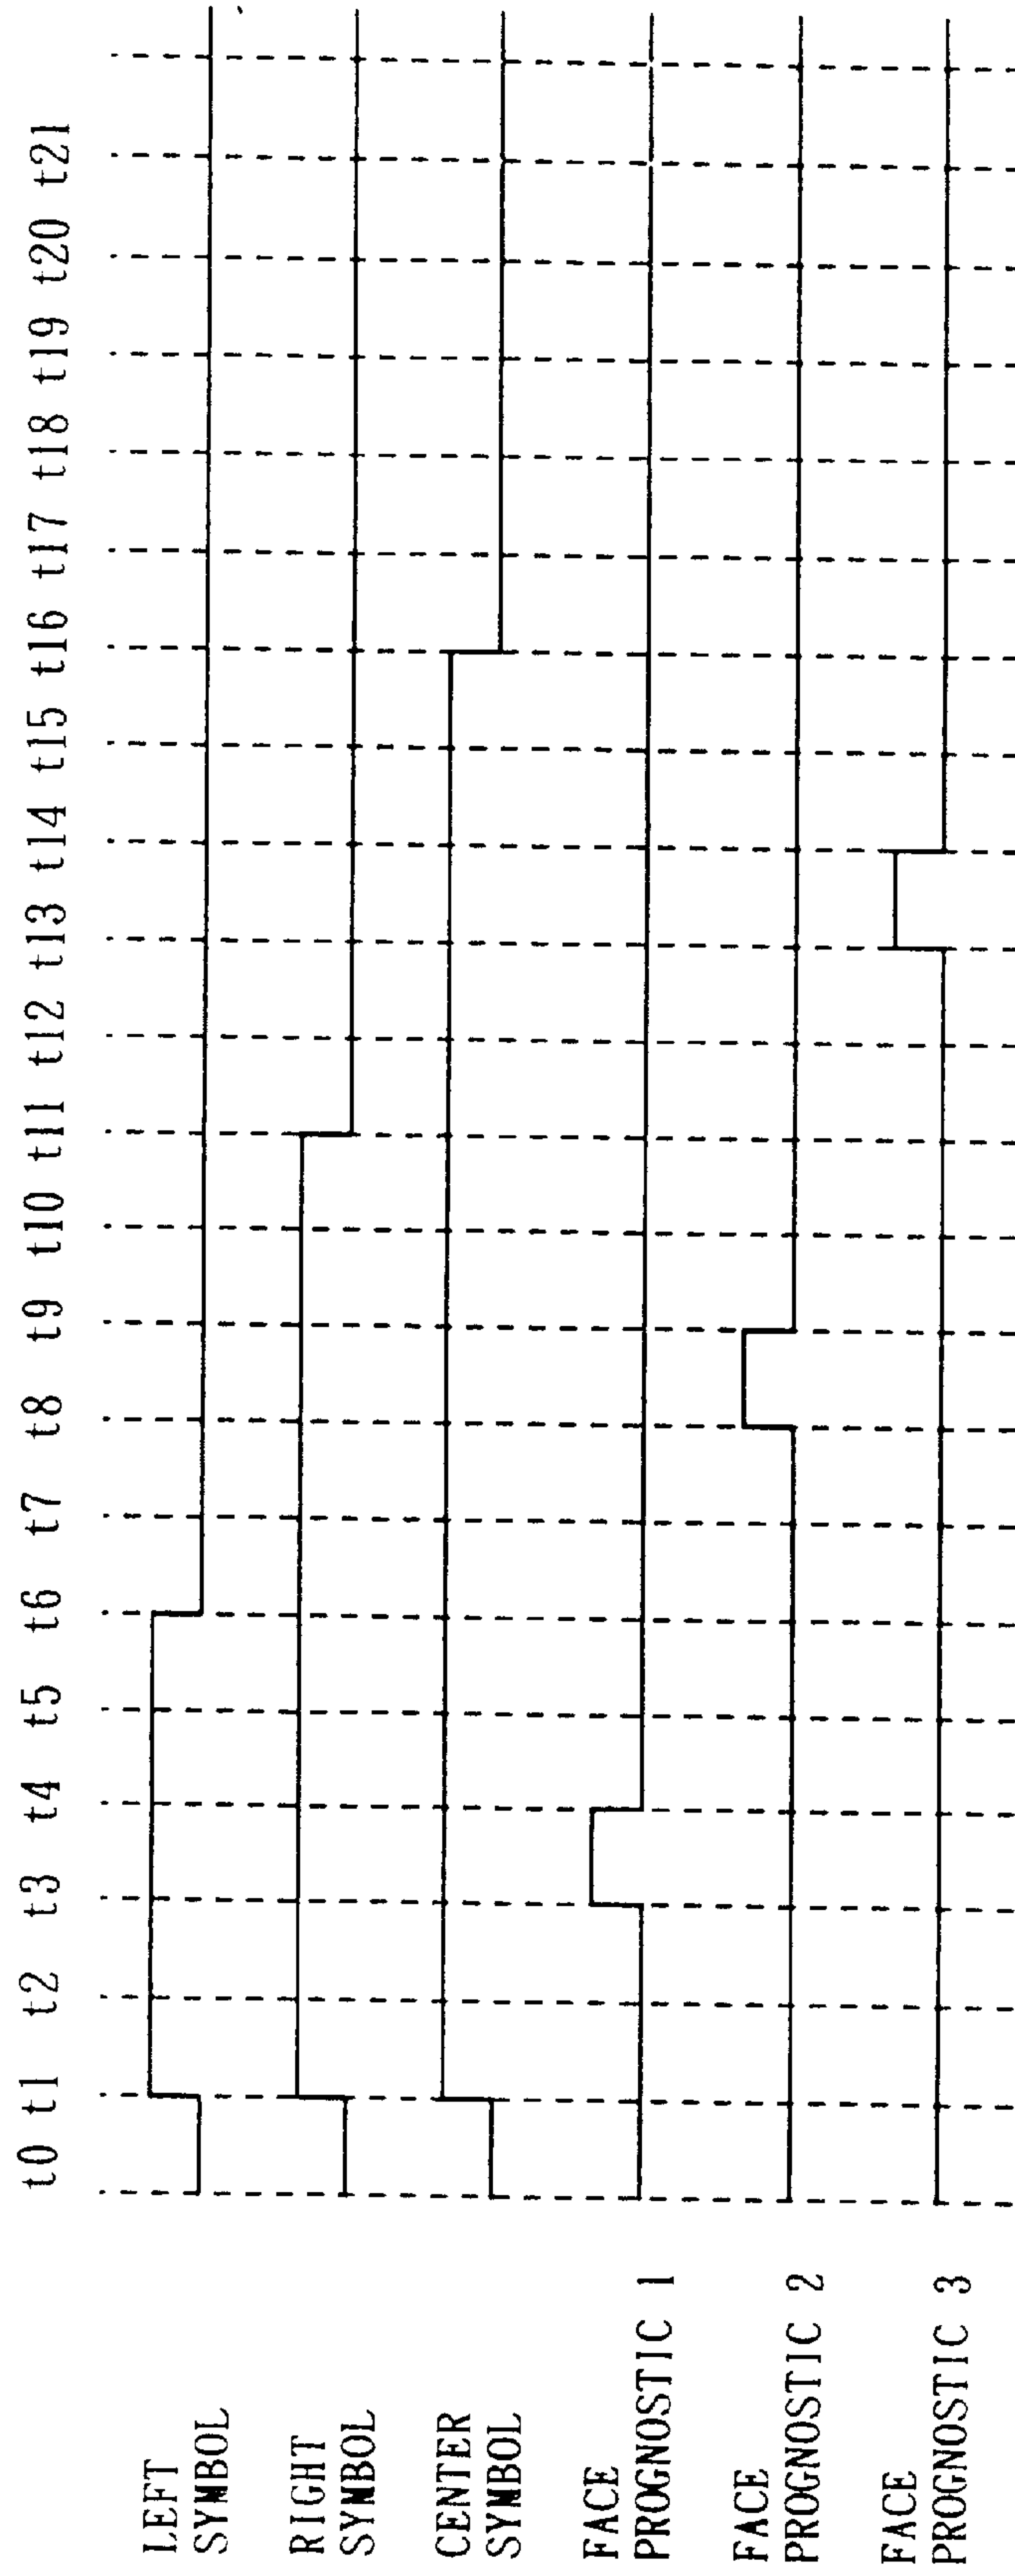 t0 t1 t2 t3 t4 t5 t6 t7 t8 t9 t10 t11 t12 t13 t14 t15 t16 t17 t18 t19 t20 t21
LEFT
SYMBOL
RIGHT
SYMBOL
CENTER
SYMBOL
FACE
PROGNOSTIC 1
FACE
PROGNOSTIC 2
FACE
PROGNOSTIC 3